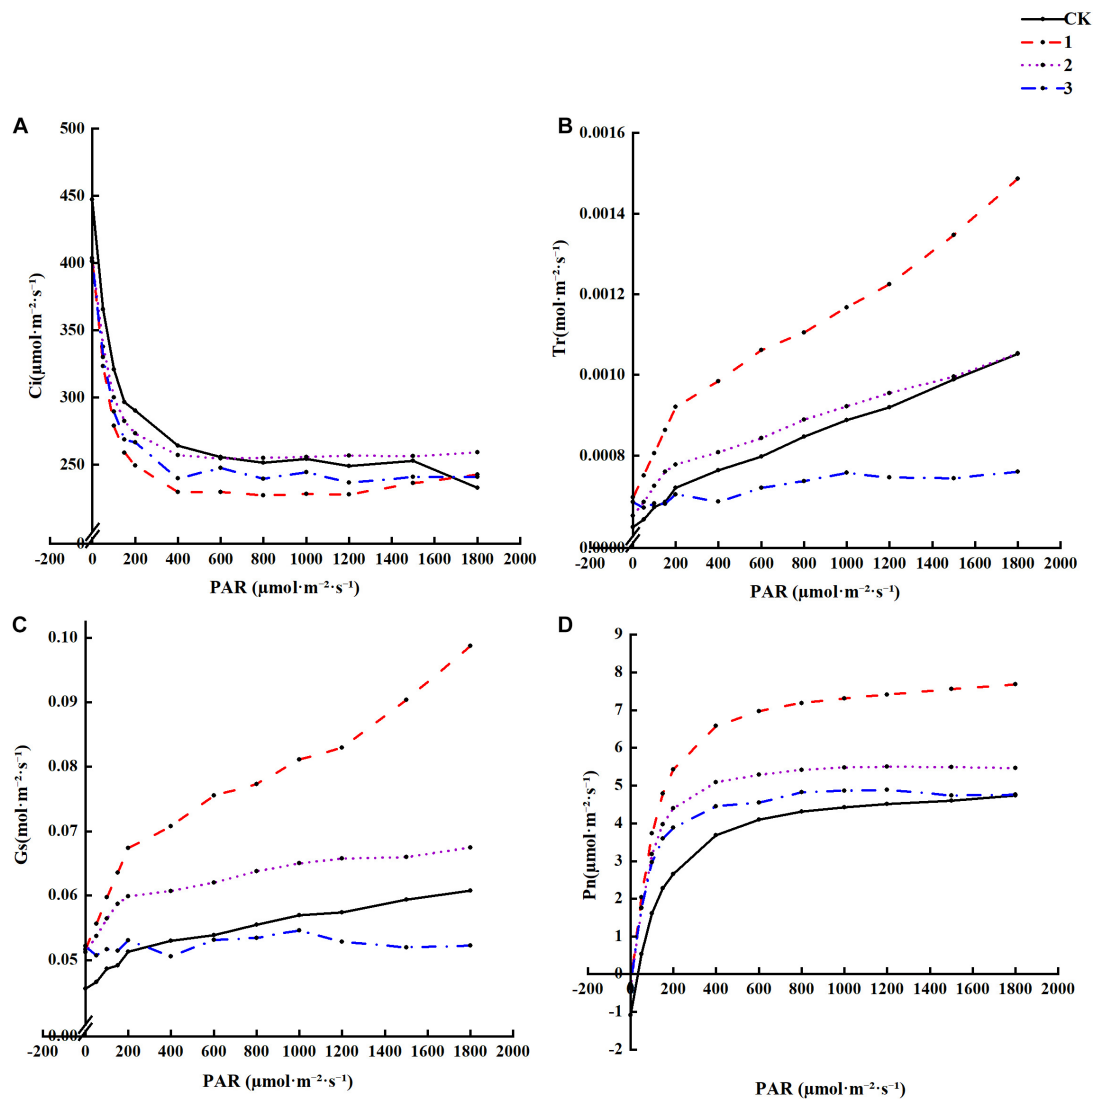 CK
1
2
3
A
500
450
400
350
300
250
0
Ci(μmol·m⁻²·s⁻¹)
-200 0 200 400 600 800 1000 1200 1400 1600 1800 2000
PAR (μmol·m⁻²·s⁻¹)
B
0.0016
0.0014
0.0012
0.0010
0.0008
0.0000
Tr(mol·m⁻²·s⁻¹)
-200 0 200 400 600 800 1000 1200 1400 1600 1800 2000
PAR (μmol·m⁻²·s⁻¹)
C
0.10
0.09
0.08
0.07
0.06
0.05
0.00
Gs(mol·m⁻²·s⁻¹)
-200 0 200 400 600 800 1000 1200 1400 1600 1800 2000
PAR (μmol·m⁻²·s⁻¹)
D
9
8
7
6
5
4
3
2
1
0
-1
-2
Pn(μmol·m⁻²·s⁻¹)
-200 200 400 600 800 1000 1200 1400 1600 1800 2000
PAR (μmol·m⁻²·s⁻¹)